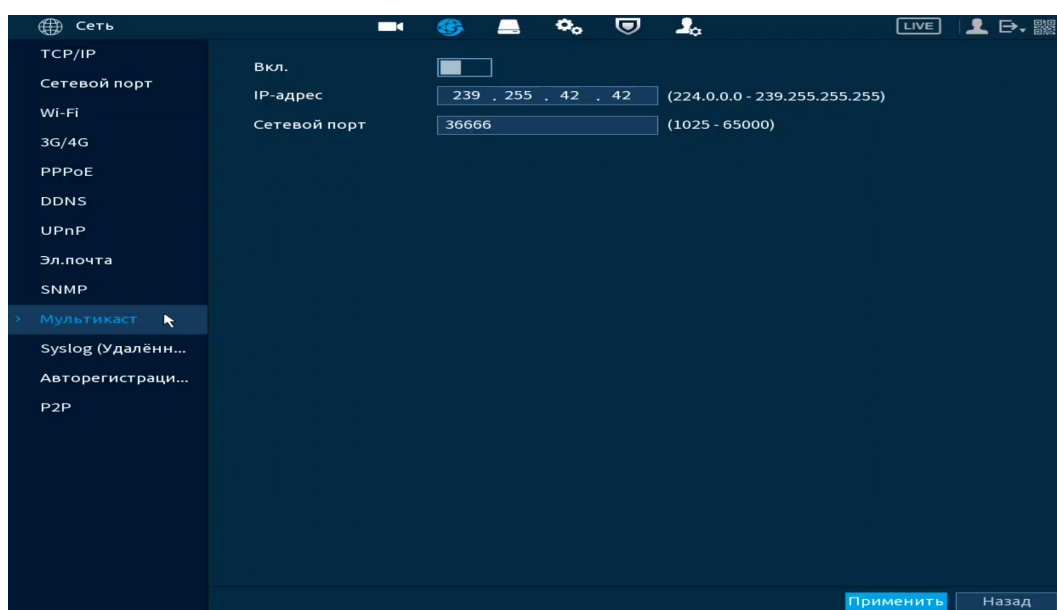 Сеть
LIVE
TCP/IP
Сетевой порт
Wi-Fi
3G/4G
PPPoE
DDNS
UPnP
Эл.почта
SNMP
> Мультикаст
Syslog (Удалённ...
Авторегистраци...
P2P
Вкл.
IP-адрес 239 . 255 . 42 . 42 (224.0.0.0 - 239.255.255.255)
Сетевой порт 36666 (1025 - 65000)
Применить Назад